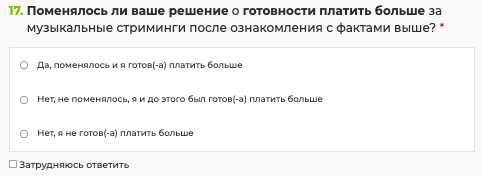 17. Поменялось ли ваше решение о готовности платить больше за
музыкальные стриминги после ознакомления с фактами выше? *
Да, поменялось и я готов(-а) платить больше
Нет, не поменялось, я и до этого был готов(-а) платить больше
Нет, я не готов(-а) платить больше
Затрудняюсь ответить